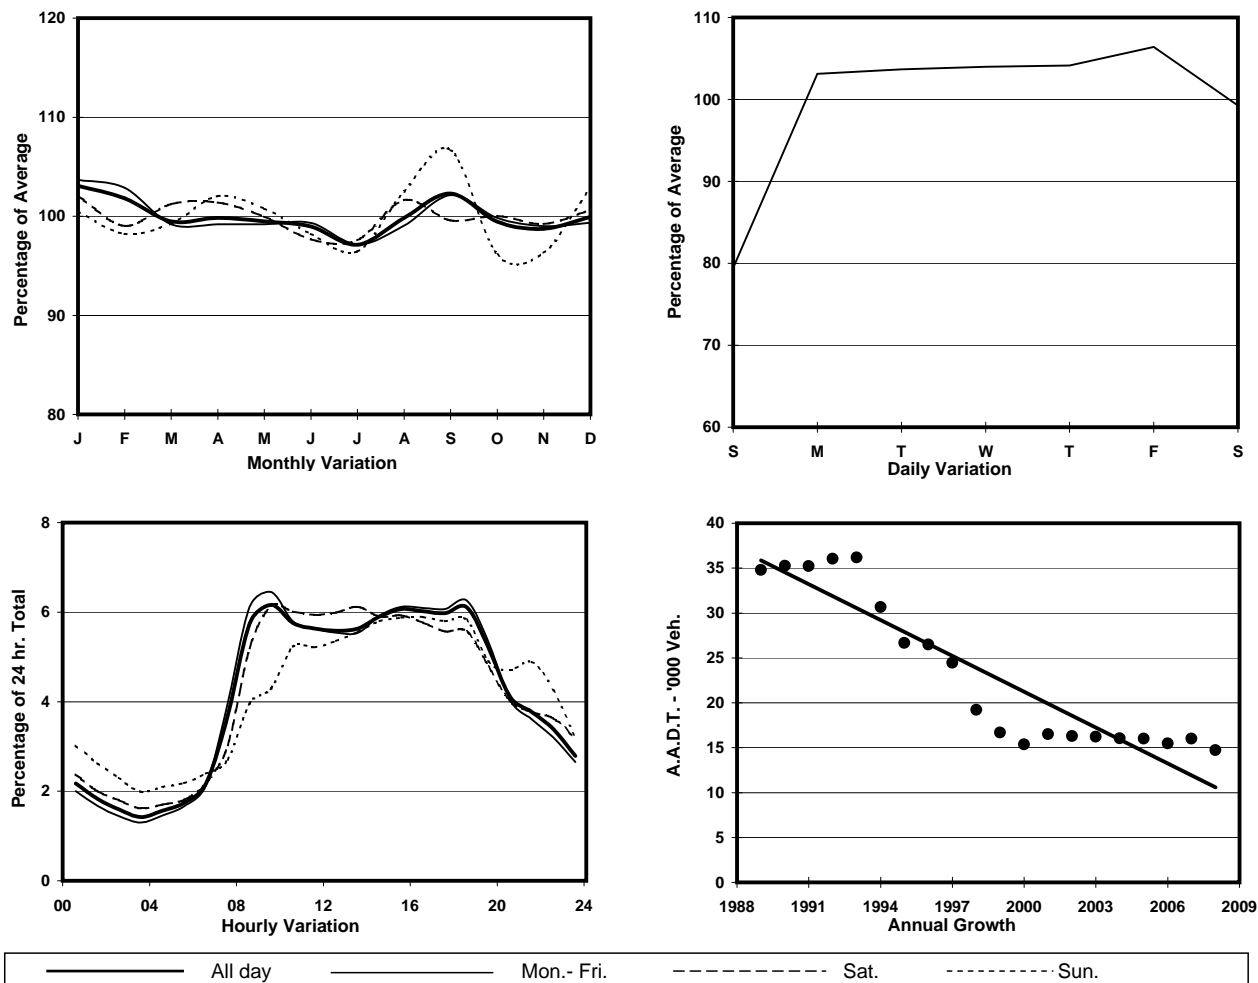 120
110
100
90
80
Percentage of Average
J F M A M J J A S O N D
Monthly Variation
110
100
90
80
70
60
Percentage of Average
S M T W T F S
Daily Variation
8
6
4
2
0
Percentage of 24 hr. Total
00 04 08 12 16 20 24
Hourly Variation
40
35
30
25
20
15
10
5
0
A.A.D.T. - '000 Veh.
1988 1991 1994 1997 2000 2003 2006 2009
Annual Growth
All day Mon.- Fri. Sat. Sun.